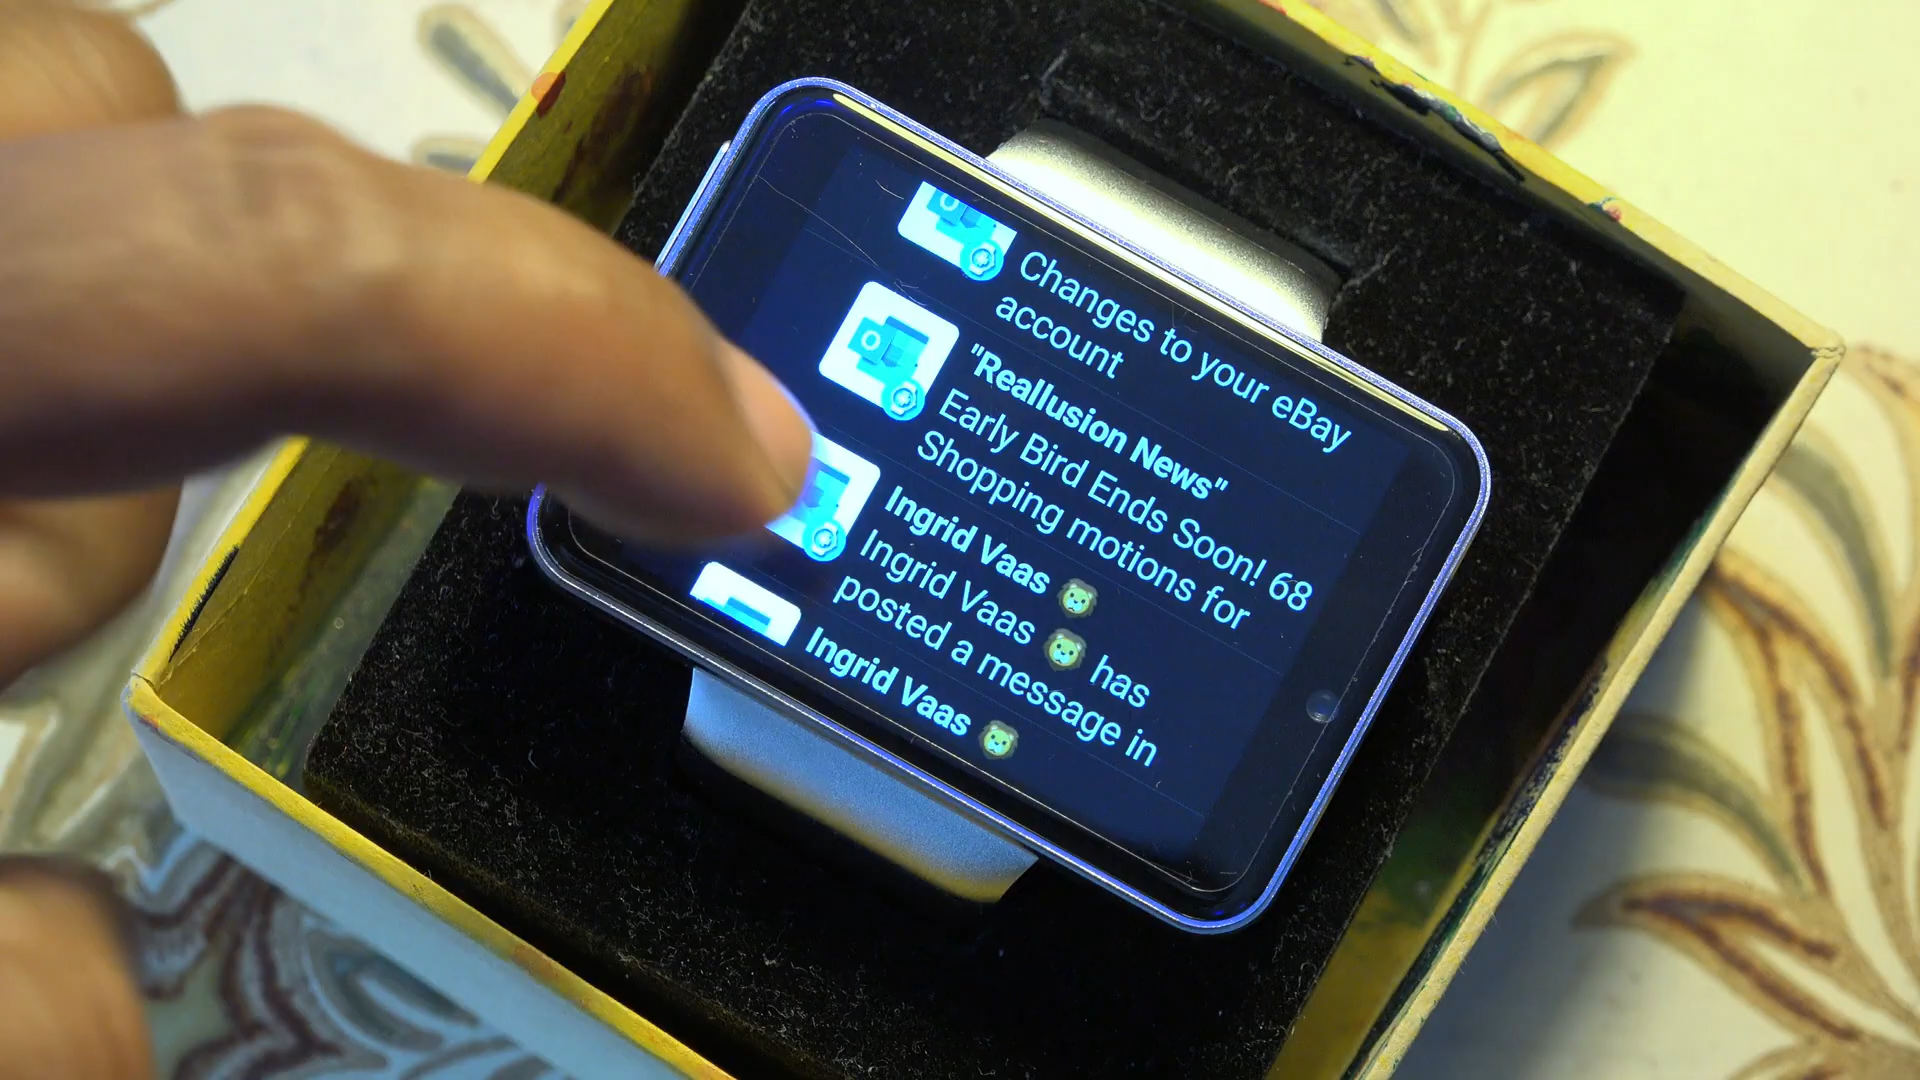 Changes to your eBay
account
"Reallusion News"
Early Bird Ends Soon! 68
Shopping motions for
Ingrid Vaas 🦁
Ingrid Vaas 🦁 has
posted a message in
Ingrid Vaas 🦁